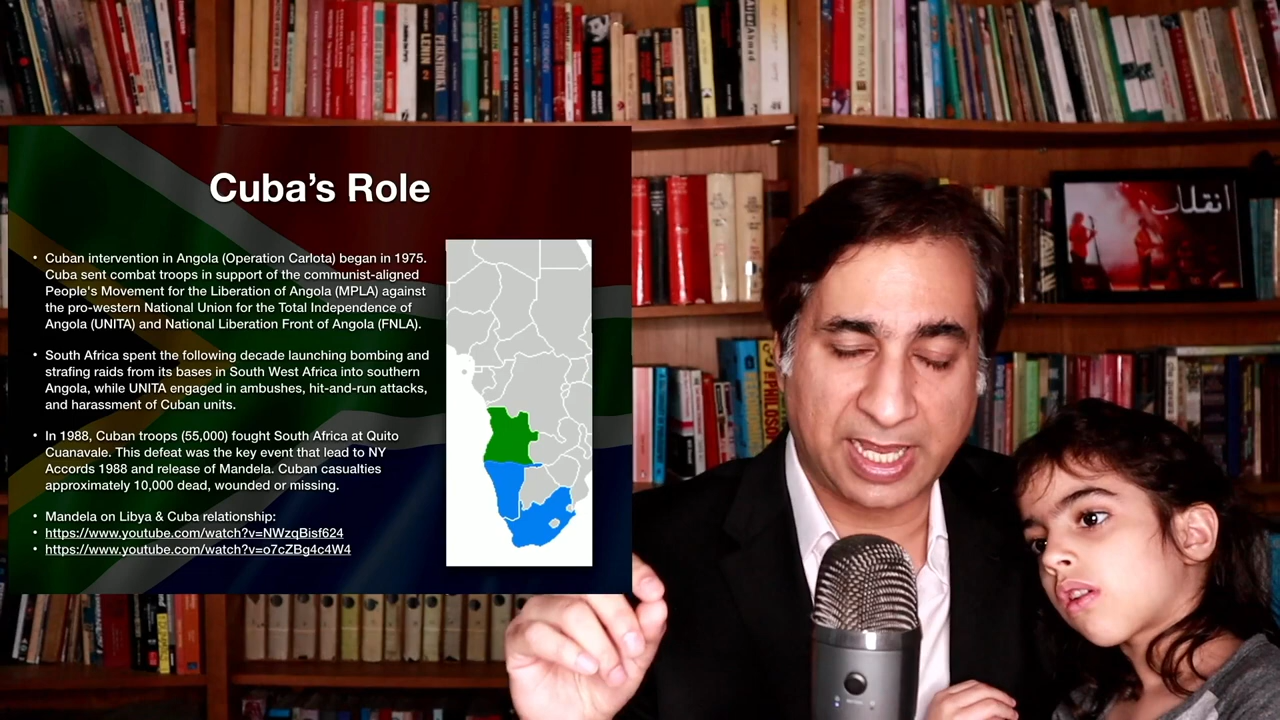 Cuba's Role
• Cuban intervention in Angola (Operation Carlota) began in 1975.
Cuba sent combat troops in support of the communist-aligned
People's Movement for the Liberation of Angola (MPLA) against
the pro-western National Union for the Total Independence of
Angola (UNITA) and National Liberation Front of Angola (FNLA).
• South Africa spent the following decade launching bombing and
strafing raids from its bases in South West Africa into southern
Angola, while UNITA engaged in ambushes, hit-and-run attacks,
and harassment of Cuban units.
• In 1988, Cuban troops (55,000) fought South Africa at Quito
Cuanavale. This defeat was the key event that lead to NY
Accords 1988 and release of Mandela. Cuban casualties
approximately 10,000 dead, wounded or missing.
• Mandela on Libya & Cuba relationship:
• https://www.youtube.com/watch?v=NWzqBisf624
• https://www.youtube.com/watch?v=o7cZBg4c4W4
LENIN
PERESTROIKA
انقلاب